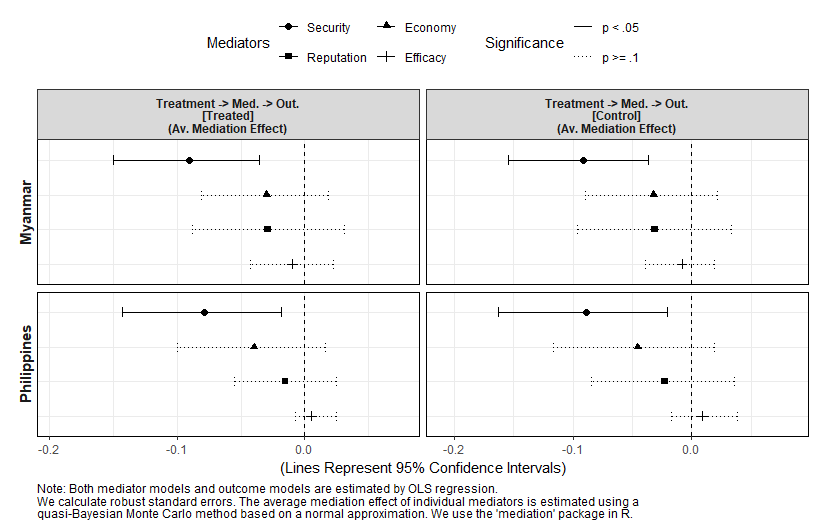 Mediators
Security
Economy
Reputation
Efficacy
Significance
p < .05
p >= .1
Treatment -> Med. -> Out.
[Treated]
(Av. Mediation Effect)
Treatment -> Med. -> Out.
[Control]
(Av. Mediation Effect)
Myanmar
Philippines
-0.2
-0.1
0.0
-0.2
-0.1
0.0
(Lines Represent 95% Confidence Intervals)
Note: Both mediator models and outcome models are estimated by OLS regression.
We calculate robust standard errors. The average mediation effect of individual mediators is estimated using a
quasi-Bayesian Monte Carlo method based on a normal approximation. We use the 'mediation' package in R.